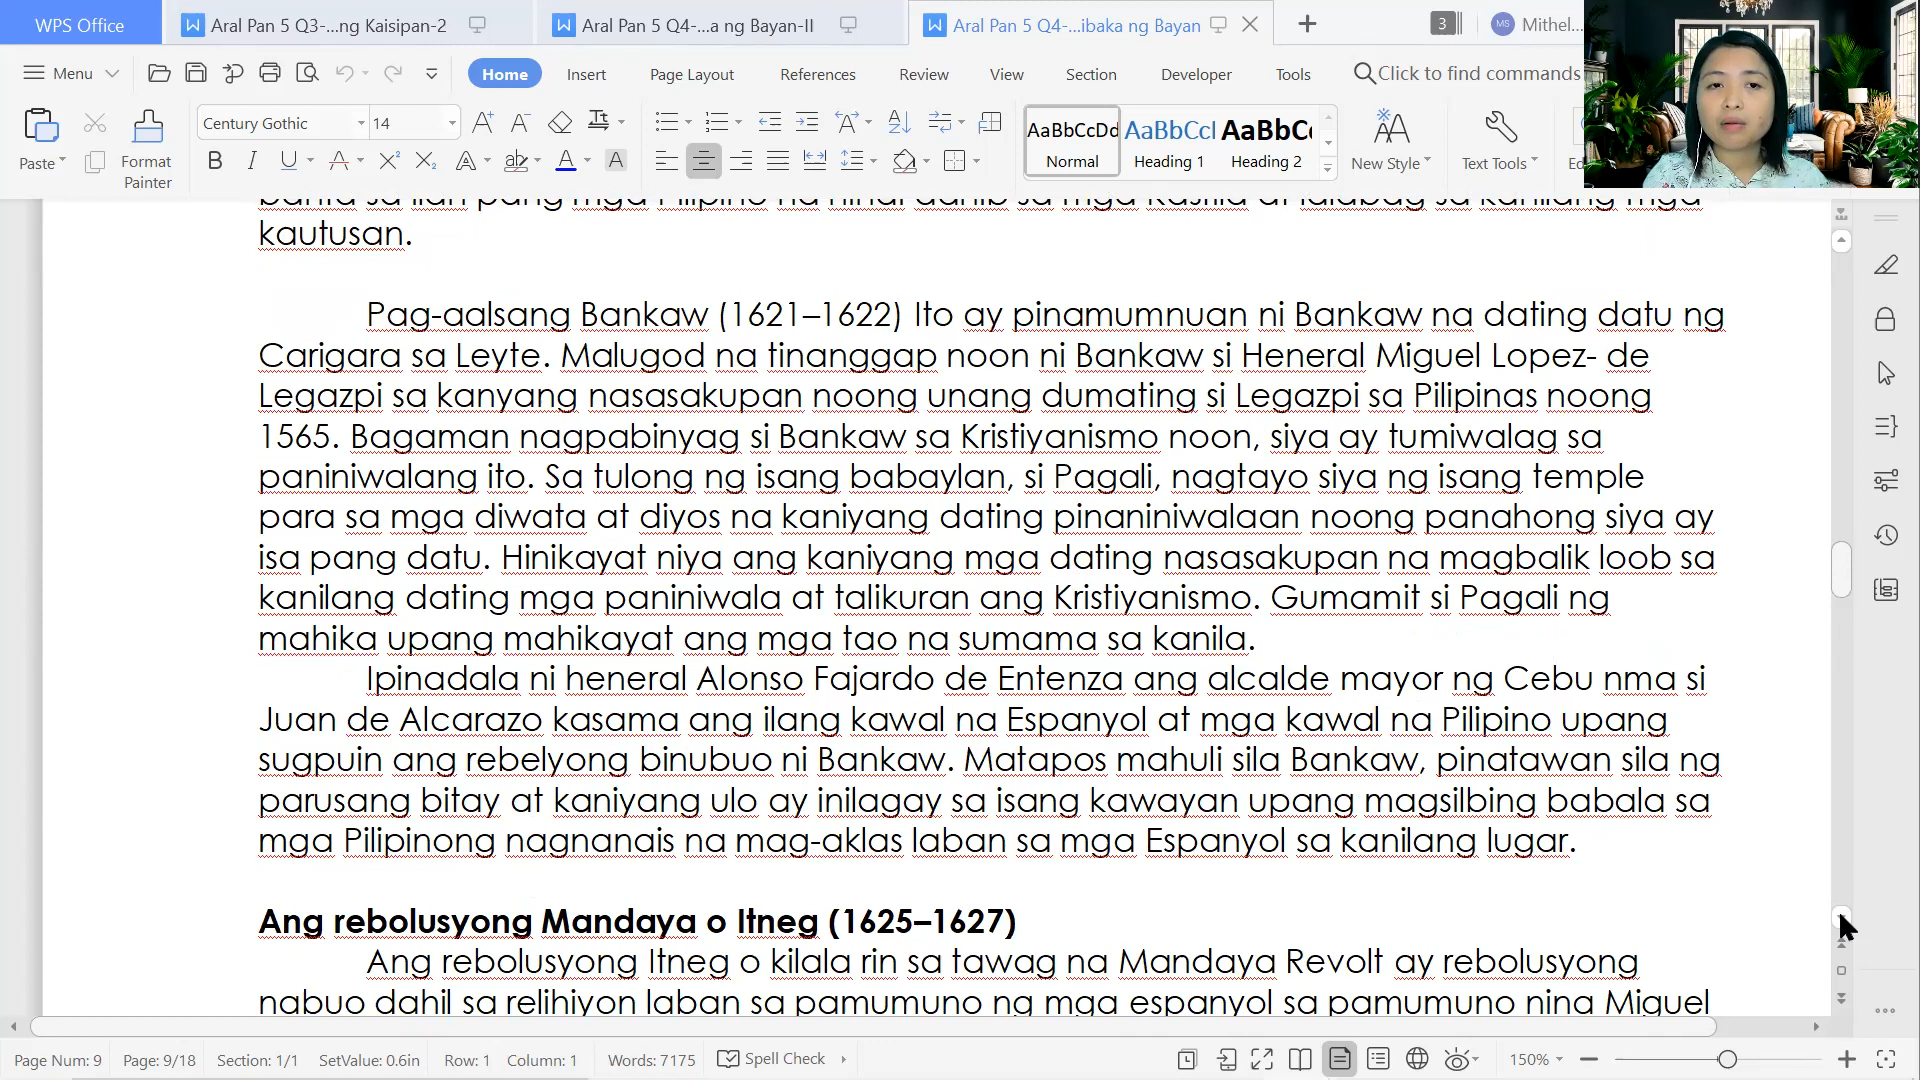 WPS Office
Aral Pan 5 Q3-...ng Kaisipan-2
Aral Pan 5 Q4-...a ng Bayan-II
Aral Pan 5 Q4-...ibaka ng Bayan
3
MS
Mithel...
Menu
Home
Insert
Page Layout
References
Review
View
Section
Developer
Tools
Click to find commands
Paste
Format
Painter
Century Gothic
14
AaBbCcDd
Normal
AaBbCcl
Heading 1
AaBbC
Heading 2
New Style
Text Tools
Ed
kautusan.
Pag-aalsang Bankaw (1621–1622) Ito ay pinamumnuan ni Bankaw na dating datu ng
Carigara sa Leyte. Malugod na tinanggap noon ni Bankaw si Heneral Miguel Lopez- de
Legazpi sa kanyang nasasakupan noong unang dumating si Legazpi sa Pilipinas noong
1565. Bagaman nagpabinyag si Bankaw sa Kristiyanismo noon, siya ay tumiwalag sa
paniniwalang ito. Sa tulong ng isang babaylan, si Pagali, nagtayo siya ng isang temple
para sa mga diwata at diyos na kaniyang dating pinaniniwalaan noong panahong siya ay
isa pang datu. Hinikayat niya ang kaniyang mga dating nasasakupan na magbalik loob sa
kanilang dating mga paniniwala at talikuran ang Kristiyanismo. Gumamit si Pagali ng
mahika upang mahikayat ang mga tao na sumama sa kanila.
Ipinadala ni heneral Alonso Fajardo de Entenza ang alcalde mayor ng Cebu nma si
Juan de Alcarazo kasama ang ilang kawal na Espanyol at mga kawal na Pilipino upang
sugpuin ang rebelyong binubuo ni Bankaw. Matapos mahuli sila Bankaw, pinatawan sila ng
parusang bitay at kaniyang ulo ay inilagay sa isang kawayan upang magsilbing babala sa
mga Pilipinong nagnanais na mag-aklas laban sa mga Espanyol sa kanilang lugar.
Ang rebolusyong Mandaya o Itneg (1625–1627)
Ang rebolusyong Itneg o kilala rin sa tawag na Mandaya Revolt ay rebolusyong
nabuo dahil sa relihiyon laban sa pamumuno ng mga espanyol sa pamumuno nina Miguel
Page Num: 9
Page: 9/18
Section: 1/1
SetValue: 0.6in
Row: 1
Column: 1
Words: 7175
Spell Check
150%